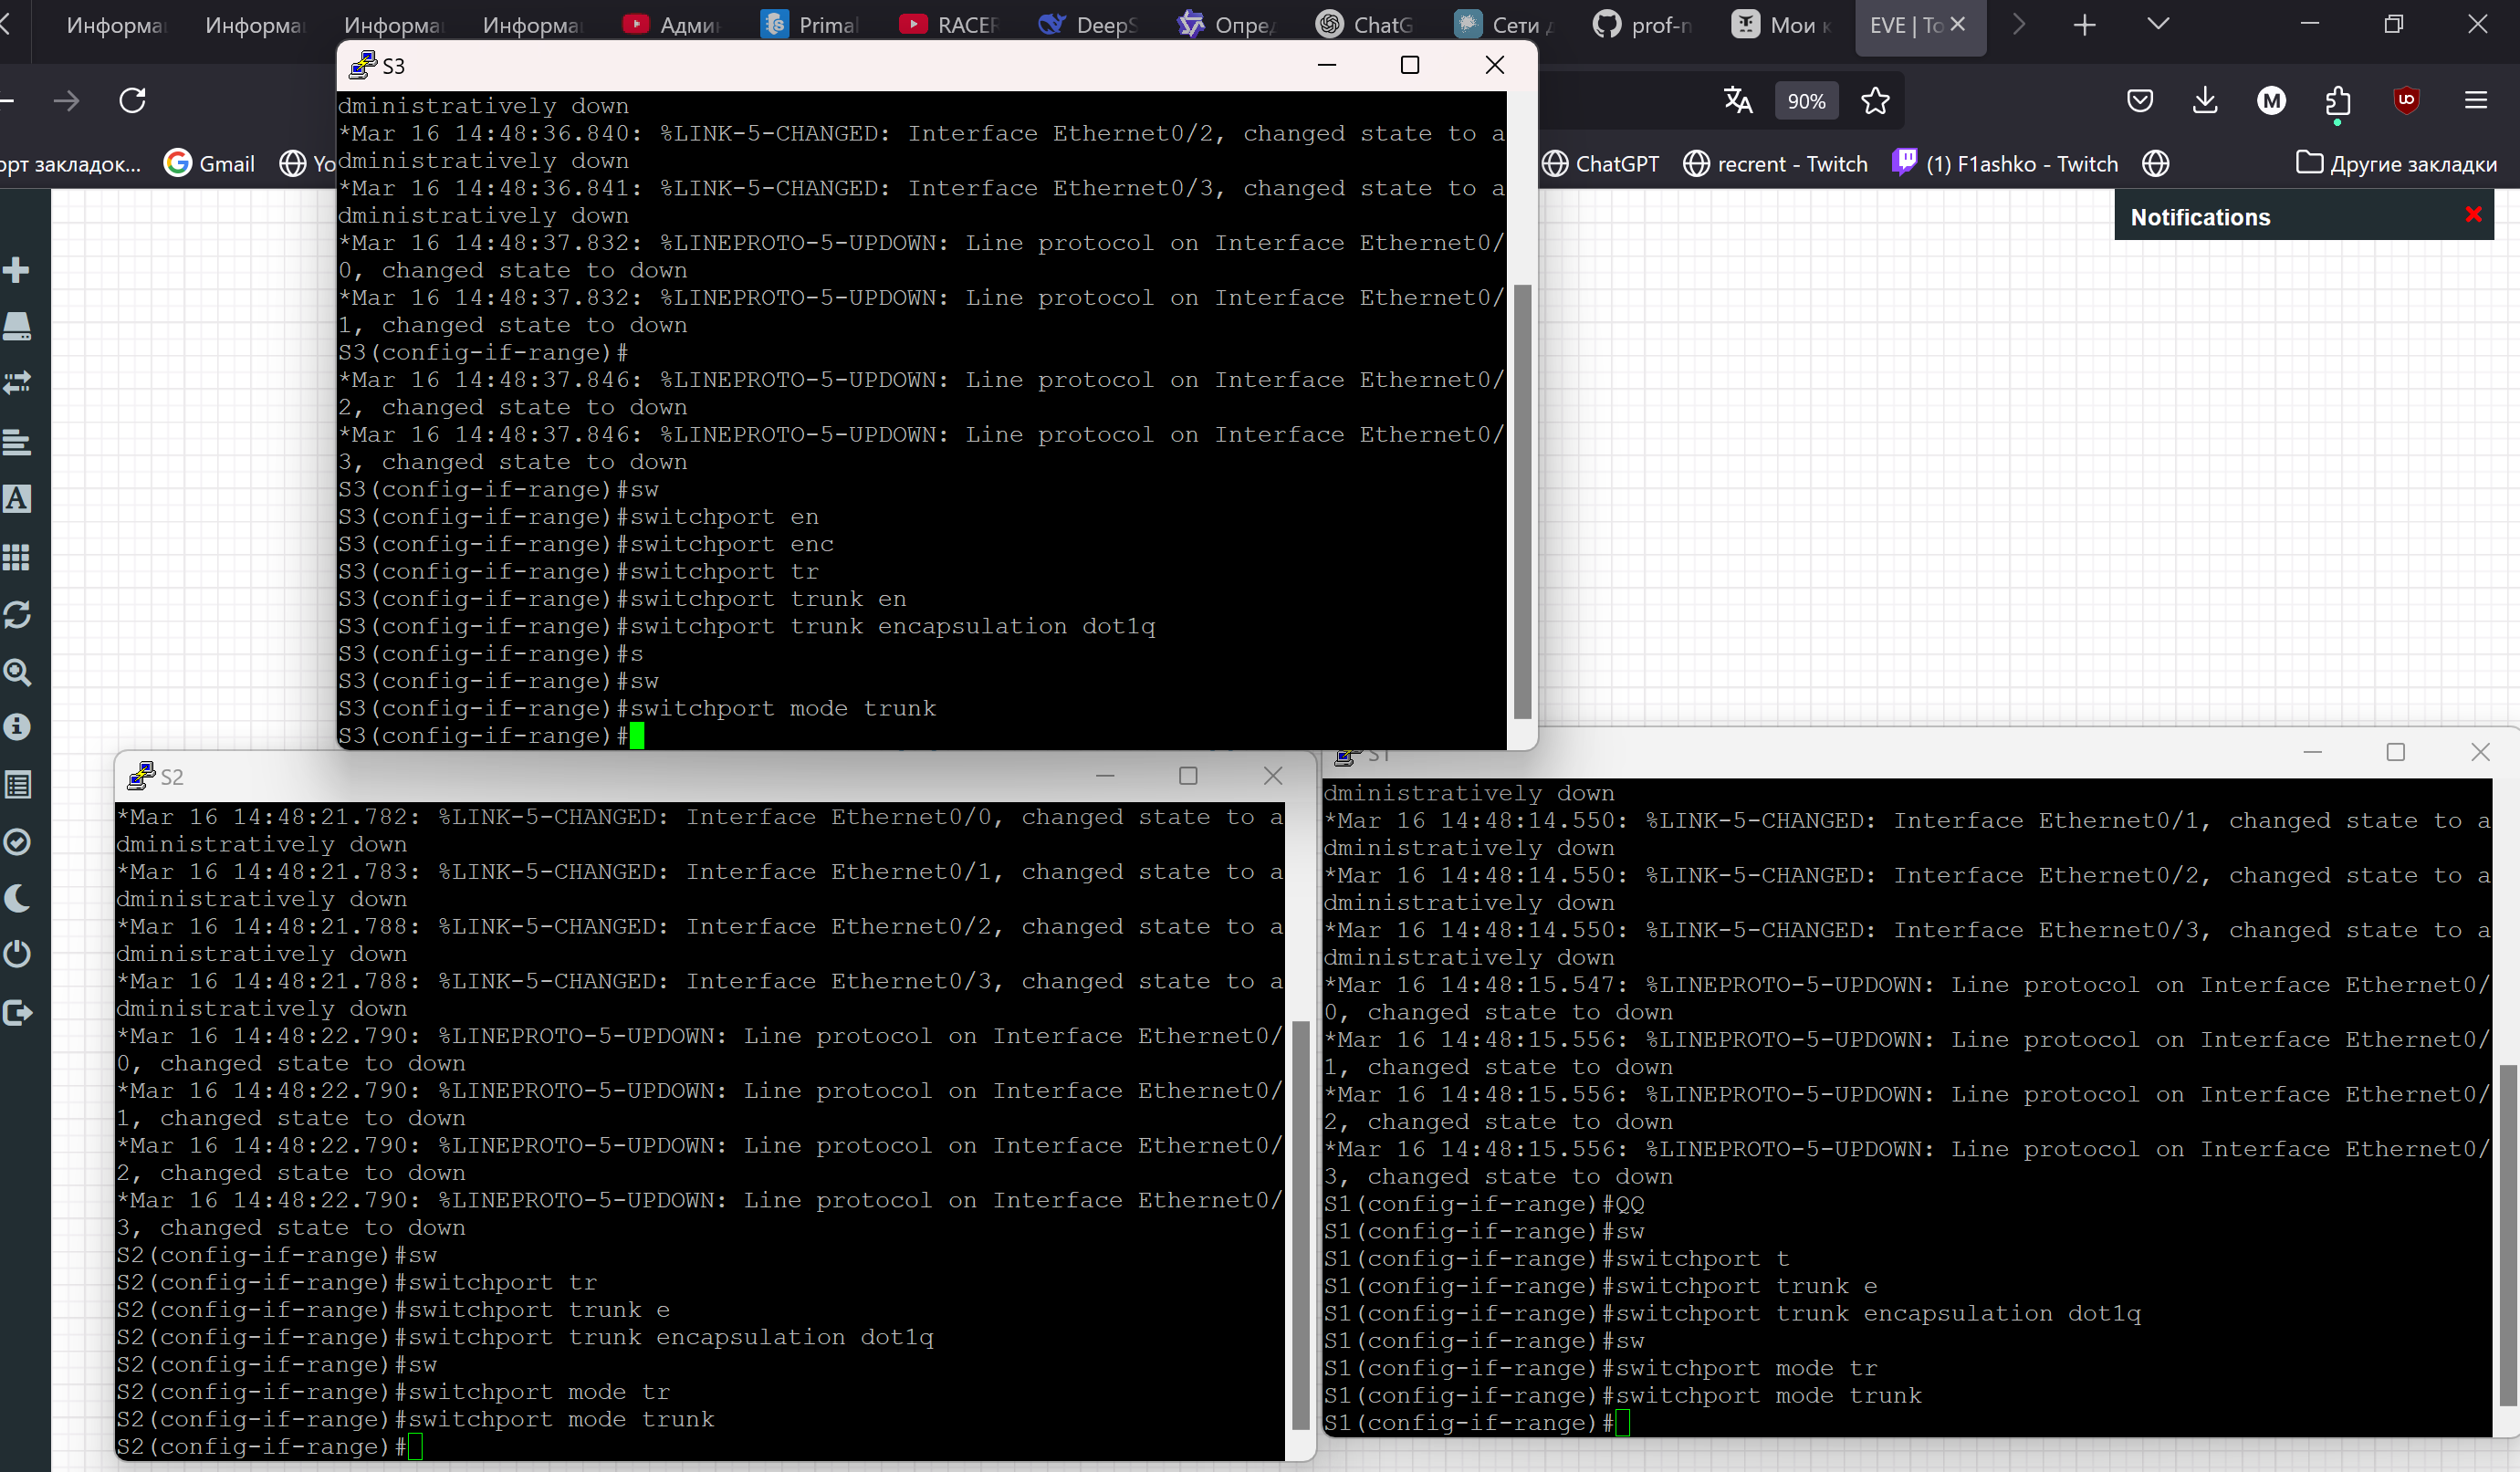 Информа
Информа
Информа
Информа
Админ
Primal
RACER
DeepS
Опред
ChatG
Сети д
prof-n
Мои к
EVE | To
90%
орт закладок...
Gmail
Yo
ChatGPT
recrent - Twitch
(1) F1ashko - Twitch
Другие закладки
Notifications
S3
dministratively down
*Mar 16 14:48:36.840: %LINK-5-CHANGED: Interface Ethernet0/2, changed state to a
dministratively down
*Mar 16 14:48:36.841: %LINK-5-CHANGED: Interface Ethernet0/3, changed state to a
dministratively down
*Mar 16 14:48:37.832: %LINEPROTO-5-UPDOWN: Line protocol on Interface Ethernet0/
0, changed state to down
*Mar 16 14:48:37.832: %LINEPROTO-5-UPDOWN: Line protocol on Interface Ethernet0/
1, changed state to down
S3(config-if-range)#
*Mar 16 14:48:37.846: %LINEPROTO-5-UPDOWN: Line protocol on Interface Ethernet0/
2, changed state to down
*Mar 16 14:48:37.846: %LINEPROTO-5-UPDOWN: Line protocol on Interface Ethernet0/
3, changed state to down
S3(config-if-range)#sw
S3(config-if-range)#switchport en
S3(config-if-range)#switchport enc
S3(config-if-range)#switchport tr
S3(config-if-range)#switchport trunk en
S3(config-if-range)#switchport trunk encapsulation dot1q
S3(config-if-range)#s
S3(config-if-range)#sw
S3(config-if-range)#switchport mode trunk
S3(config-if-range)#
S2
*Mar 16 14:48:21.782: %LINK-5-CHANGED: Interface Ethernet0/0, changed state to a
dministratively down
*Mar 16 14:48:21.783: %LINK-5-CHANGED: Interface Ethernet0/1, changed state to a
dministratively down
*Mar 16 14:48:21.788: %LINK-5-CHANGED: Interface Ethernet0/2, changed state to a
dministratively down
*Mar 16 14:48:21.788: %LINK-5-CHANGED: Interface Ethernet0/3, changed state to a
dministratively down
*Mar 16 14:48:22.790: %LINEPROTO-5-UPDOWN: Line protocol on Interface Ethernet0/
0, changed state to down
*Mar 16 14:48:22.790: %LINEPROTO-5-UPDOWN: Line protocol on Interface Ethernet0/
1, changed state to down
*Mar 16 14:48:22.790: %LINEPROTO-5-UPDOWN: Line protocol on Interface Ethernet0/
2, changed state to down
*Mar 16 14:48:22.790: %LINEPROTO-5-UPDOWN: Line protocol on Interface Ethernet0/
3, changed state to down
S2(config-if-range)#sw
S2(config-if-range)#switchport tr
S2(config-if-range)#switchport trunk e
S2(config-if-range)#switchport trunk encapsulation dot1q
S2(config-if-range)#sw
S2(config-if-range)#switchport mode tr
S2(config-if-range)#switchport mode trunk
S2(config-if-range)#
S1
dministratively down
*Mar 16 14:48:14.550: %LINK-5-CHANGED: Interface Ethernet0/1, changed state to a
dministratively down
*Mar 16 14:48:14.550: %LINK-5-CHANGED: Interface Ethernet0/2, changed state to a
dministratively down
*Mar 16 14:48:14.550: %LINK-5-CHANGED: Interface Ethernet0/3, changed state to a
dministratively down
*Mar 16 14:48:15.547: %LINEPROTO-5-UPDOWN: Line protocol on Interface Ethernet0/
0, changed state to down
*Mar 16 14:48:15.556: %LINEPROTO-5-UPDOWN: Line protocol on Interface Ethernet0/
1, changed state to down
*Mar 16 14:48:15.556: %LINEPROTO-5-UPDOWN: Line protocol on Interface Ethernet0/
2, changed state to down
*Mar 16 14:48:15.556: %LINEPROTO-5-UPDOWN: Line protocol on Interface Ethernet0/
3, changed state to down
S1(config-if-range)#QQ
S1(config-if-range)#sw
S1(config-if-range)#switchport t
S1(config-if-range)#switchport trunk e
S1(config-if-range)#switchport trunk encapsulation dot1q
S1(config-if-range)#sw
S1(config-if-range)#switchport mode tr
S1(config-if-range)#switchport mode trunk
S1(config-if-range)#